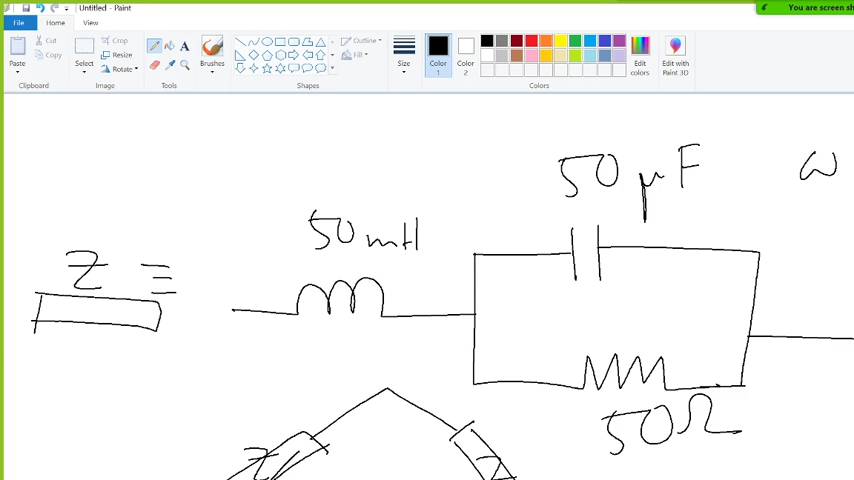 Untitled - Paint
You are screen sh
File
Home
View
Paste
Cut
Copy
Clipboard
Select
Crop
Resize
Rotate
Image
A
Tools
Brushes
Shapes
Outline
Fill
Size
Color 1
Color 2
Colors
Edit colors
Edit with Paint 3D
50 μF
ω
50 mH
Z ≡
50Ω
Z
Z